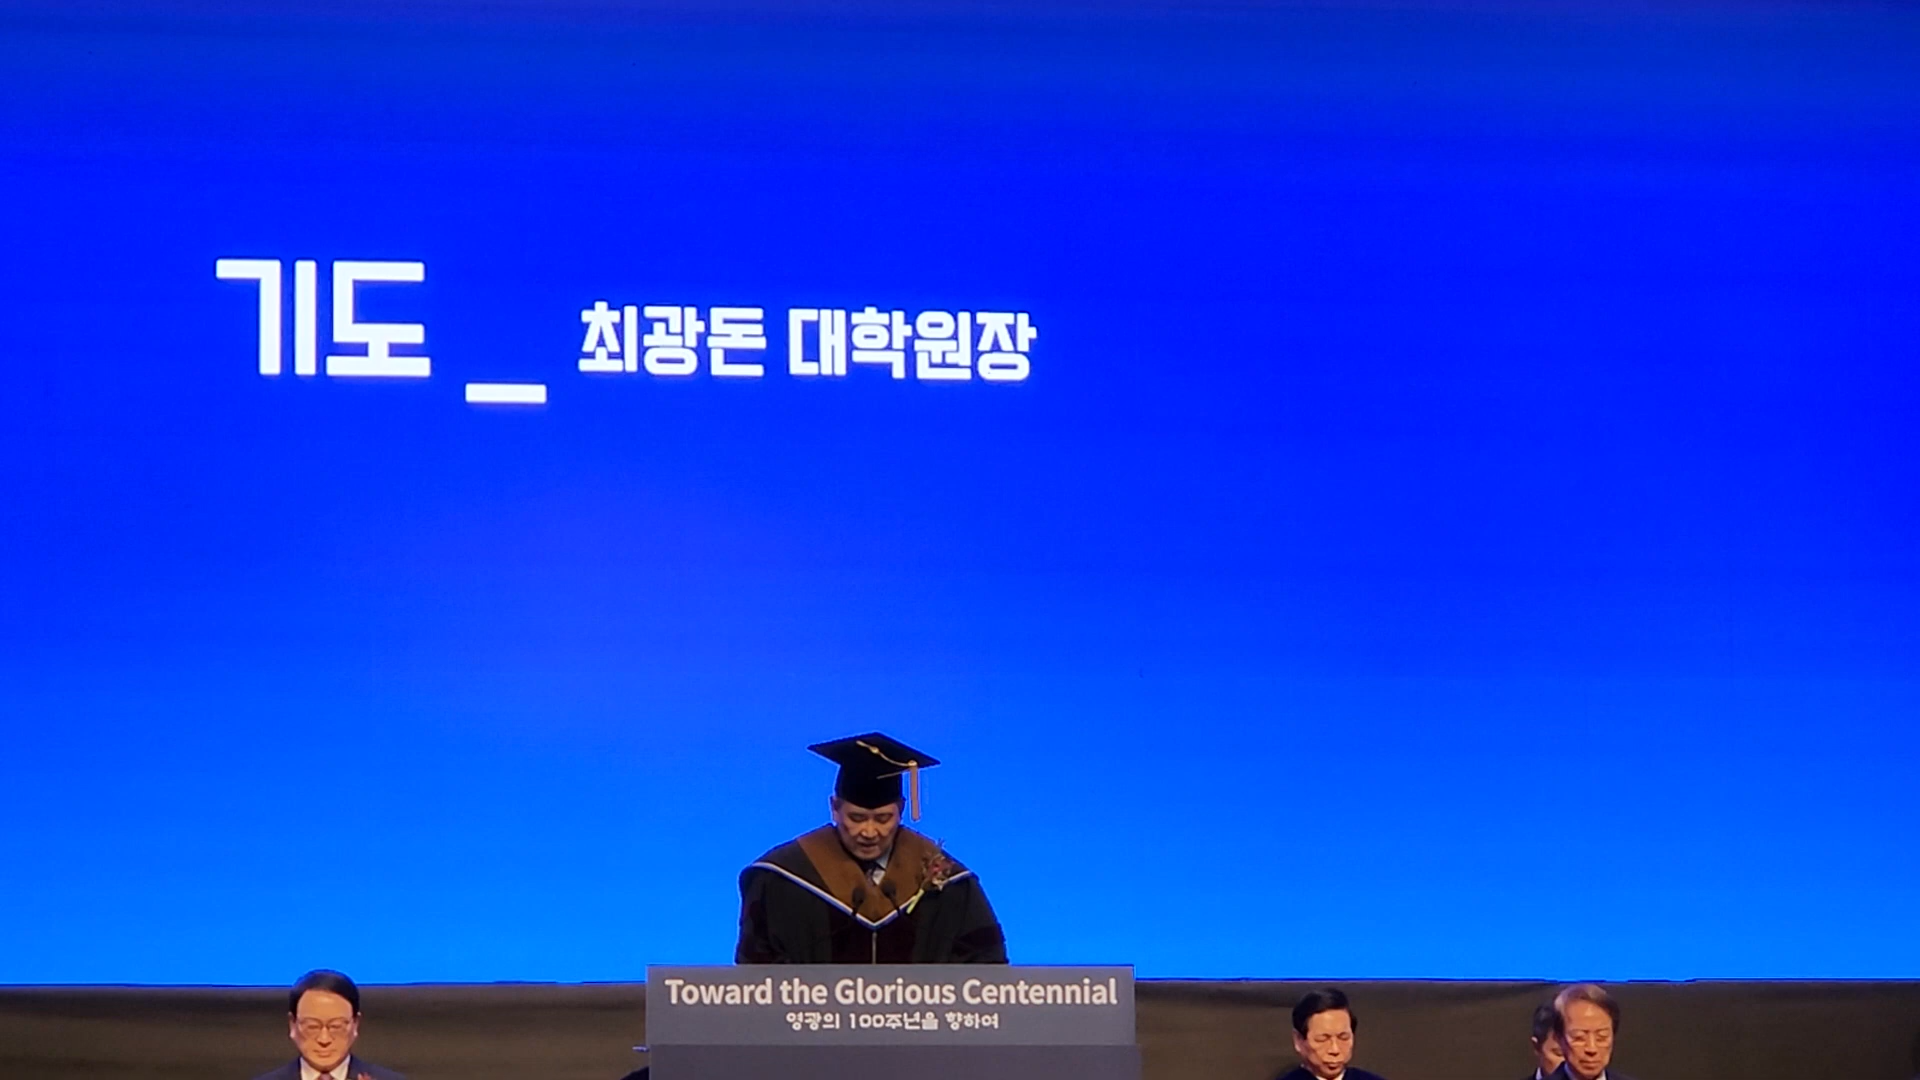 기도 _ 최광돈 대학원장
Toward the Glorious Centennial
영광의 100주년을 향하여